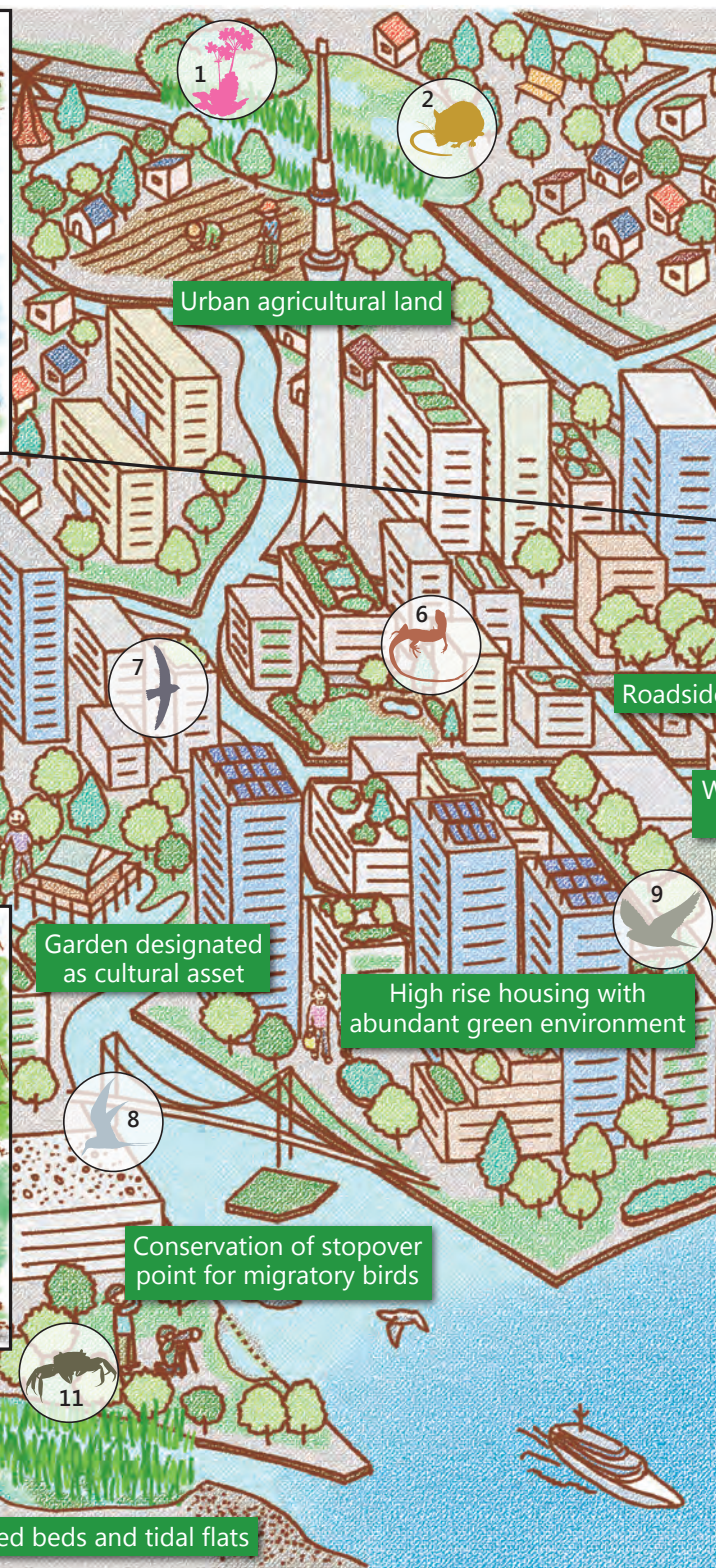 1
2
Urban agricultural land
6
7
Roadside
9
Garden designated
as cultural asset
High rise housing with
abundant green environment
8
Conservation of stopover
point for migratory birds
11
beds and tidal flats